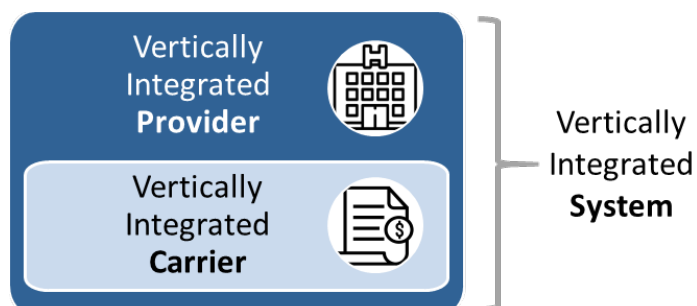 Vertically
Integrated
Provider
Vertically
Integrated
Carrier
$
Vertically
Integrated
System